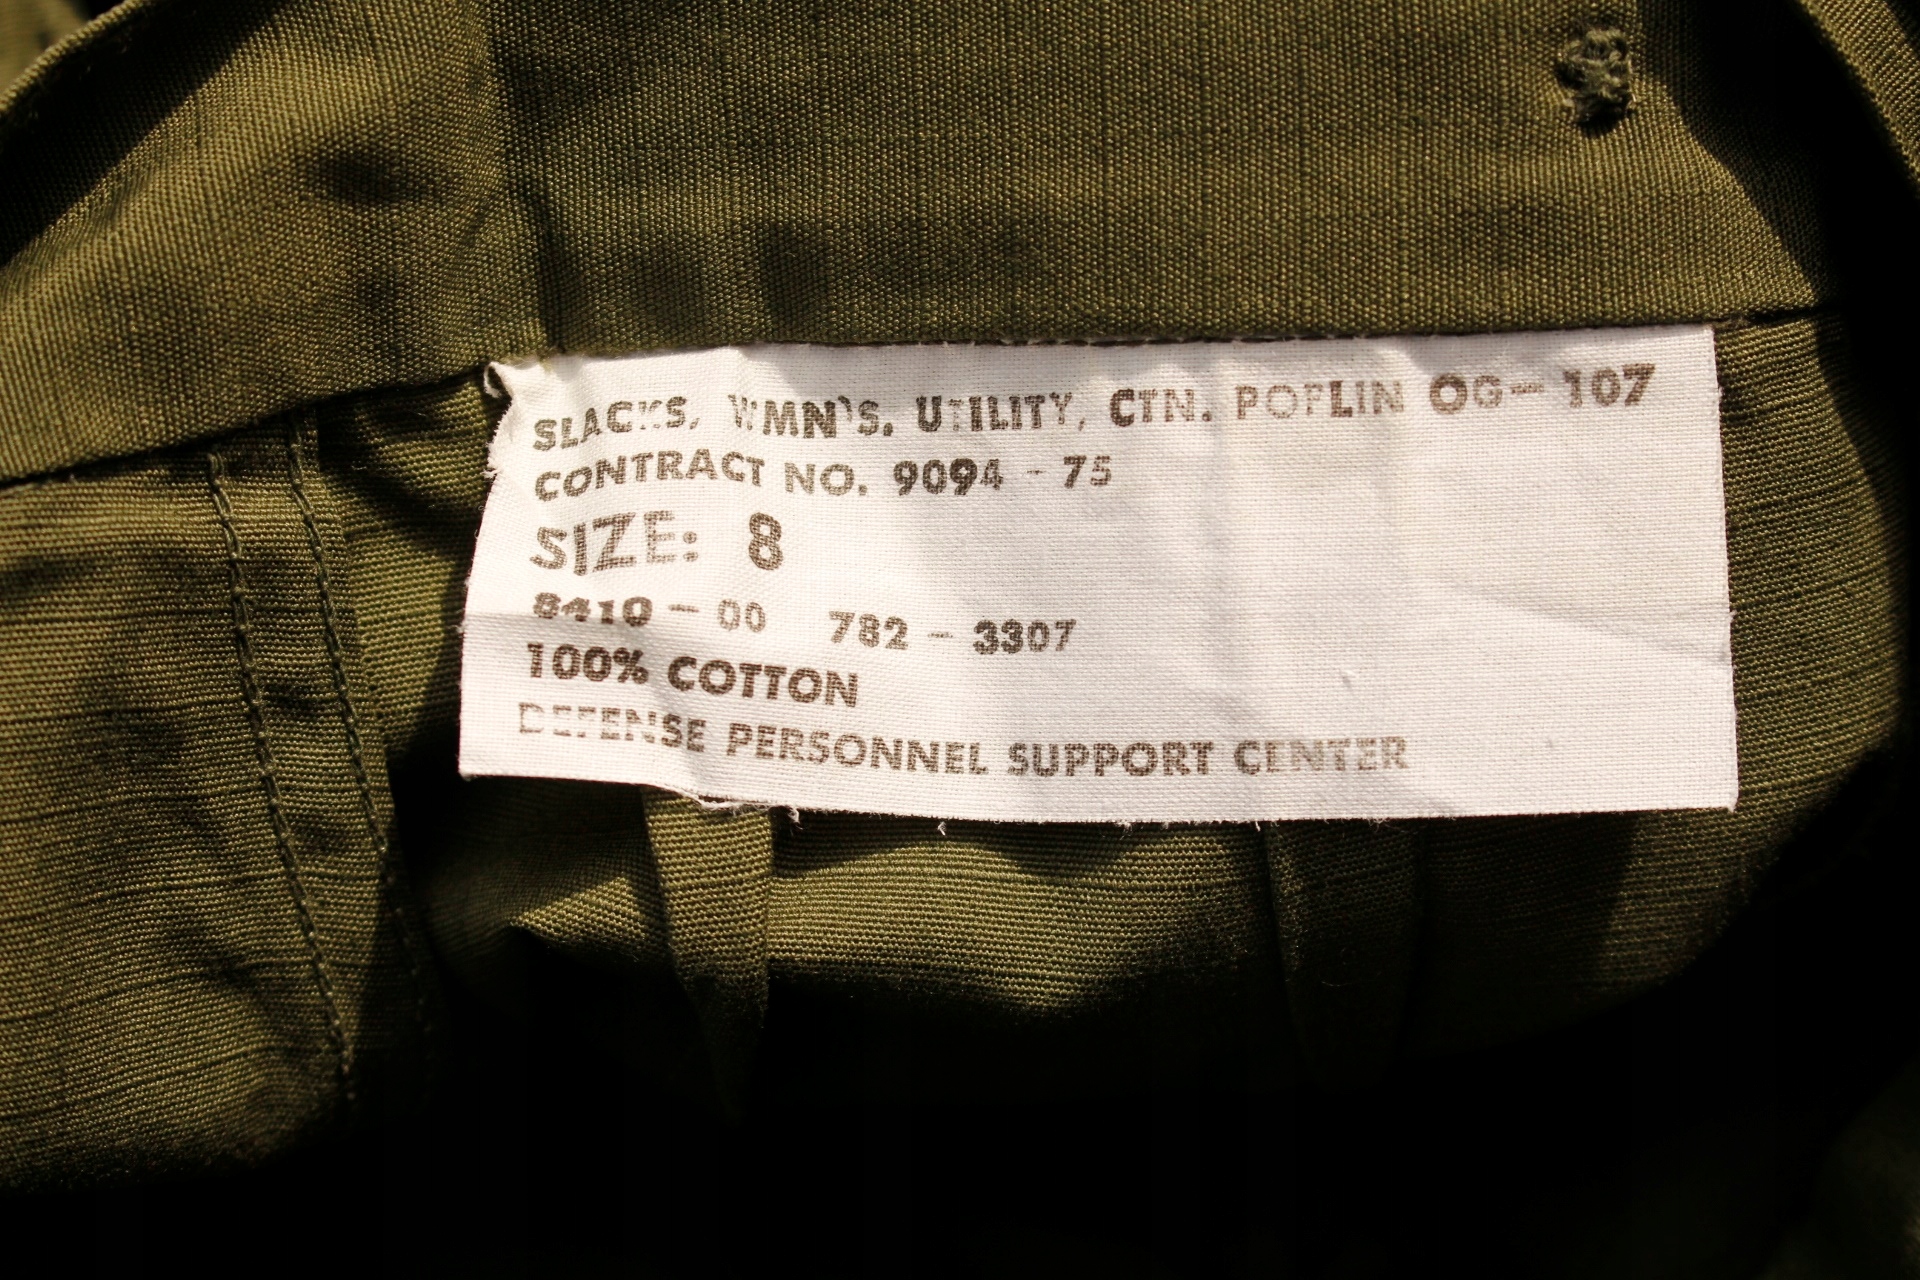 SLACKS, WMN'S, UTILITY, CTN. POPLIN OG-107
CONTRACT NO. 9094 - 75
SIZE: 8
8410 - 00 782 - 3307
100% COTTON
DEFENSE PERSONNEL SUPPORT CENTER